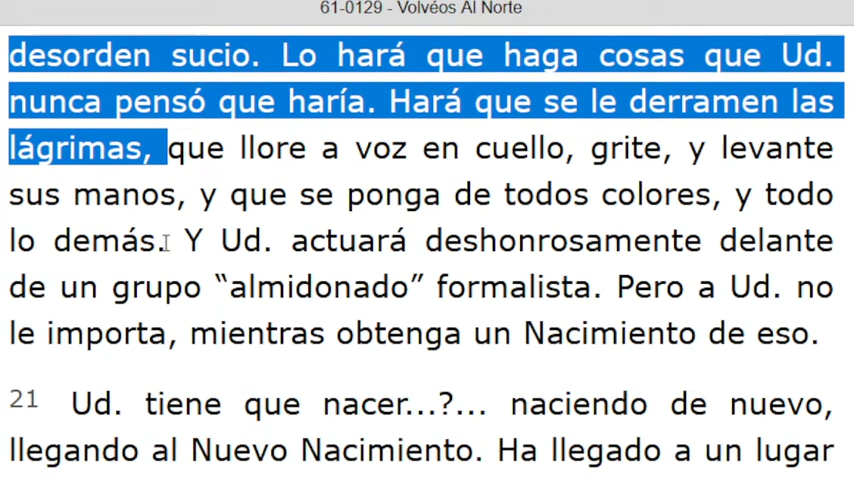 61-0129 - Volvéos Al Norte
desorden sucio. Lo hará que haga cosas que Ud.
nunca pensó que haría. Hará que se le derramen las
lágrimas, que llore a voz en cuello, grite, y levante
sus manos, y que se ponga de todos colores, y todo
lo demás. Y Ud. actuará deshonrosamente delante
de un grupo “almidonado” formalista. Pero a Ud. no
le importa, mientras obtenga un Nacimiento de eso.
21 Ud. tiene que nacer...?... naciendo de nuevo,
llegando al Nuevo Nacimiento. Ha llegado a un lugar